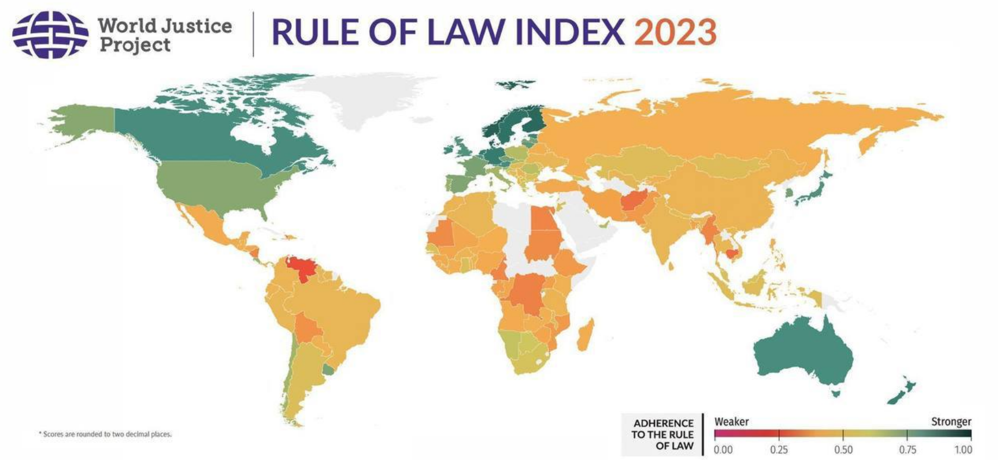 World Justice
Project
RULE OF LAW INDEX 2023
* Scores are rounded to two decimal places.
ADHERENCE
TO THE RULE
OF LAW
Weaker
Stronger
0.00
0.25
0.50
0.75
1.00